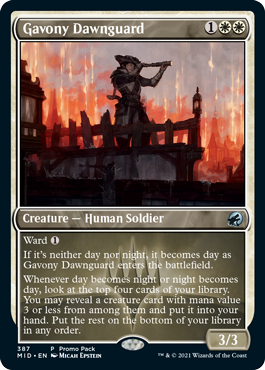 Gavony Dawnguard 1
Creature — Human Soldier
Ward 1
If it's neither day nor night, it becomes day as
Gavony Dawnguard enters the battlefield.
Whenever day becomes night or night becomes
day, look at the top four cards of your library.
You may reveal a creature card with mana value
3 or less from among them and put it into your
hand. Put the rest on the bottom of your library
in any order.
3/3
387 P Promo Pack
MID • EN Micah Epstein
™ & © 2021 Wizards of the Coast